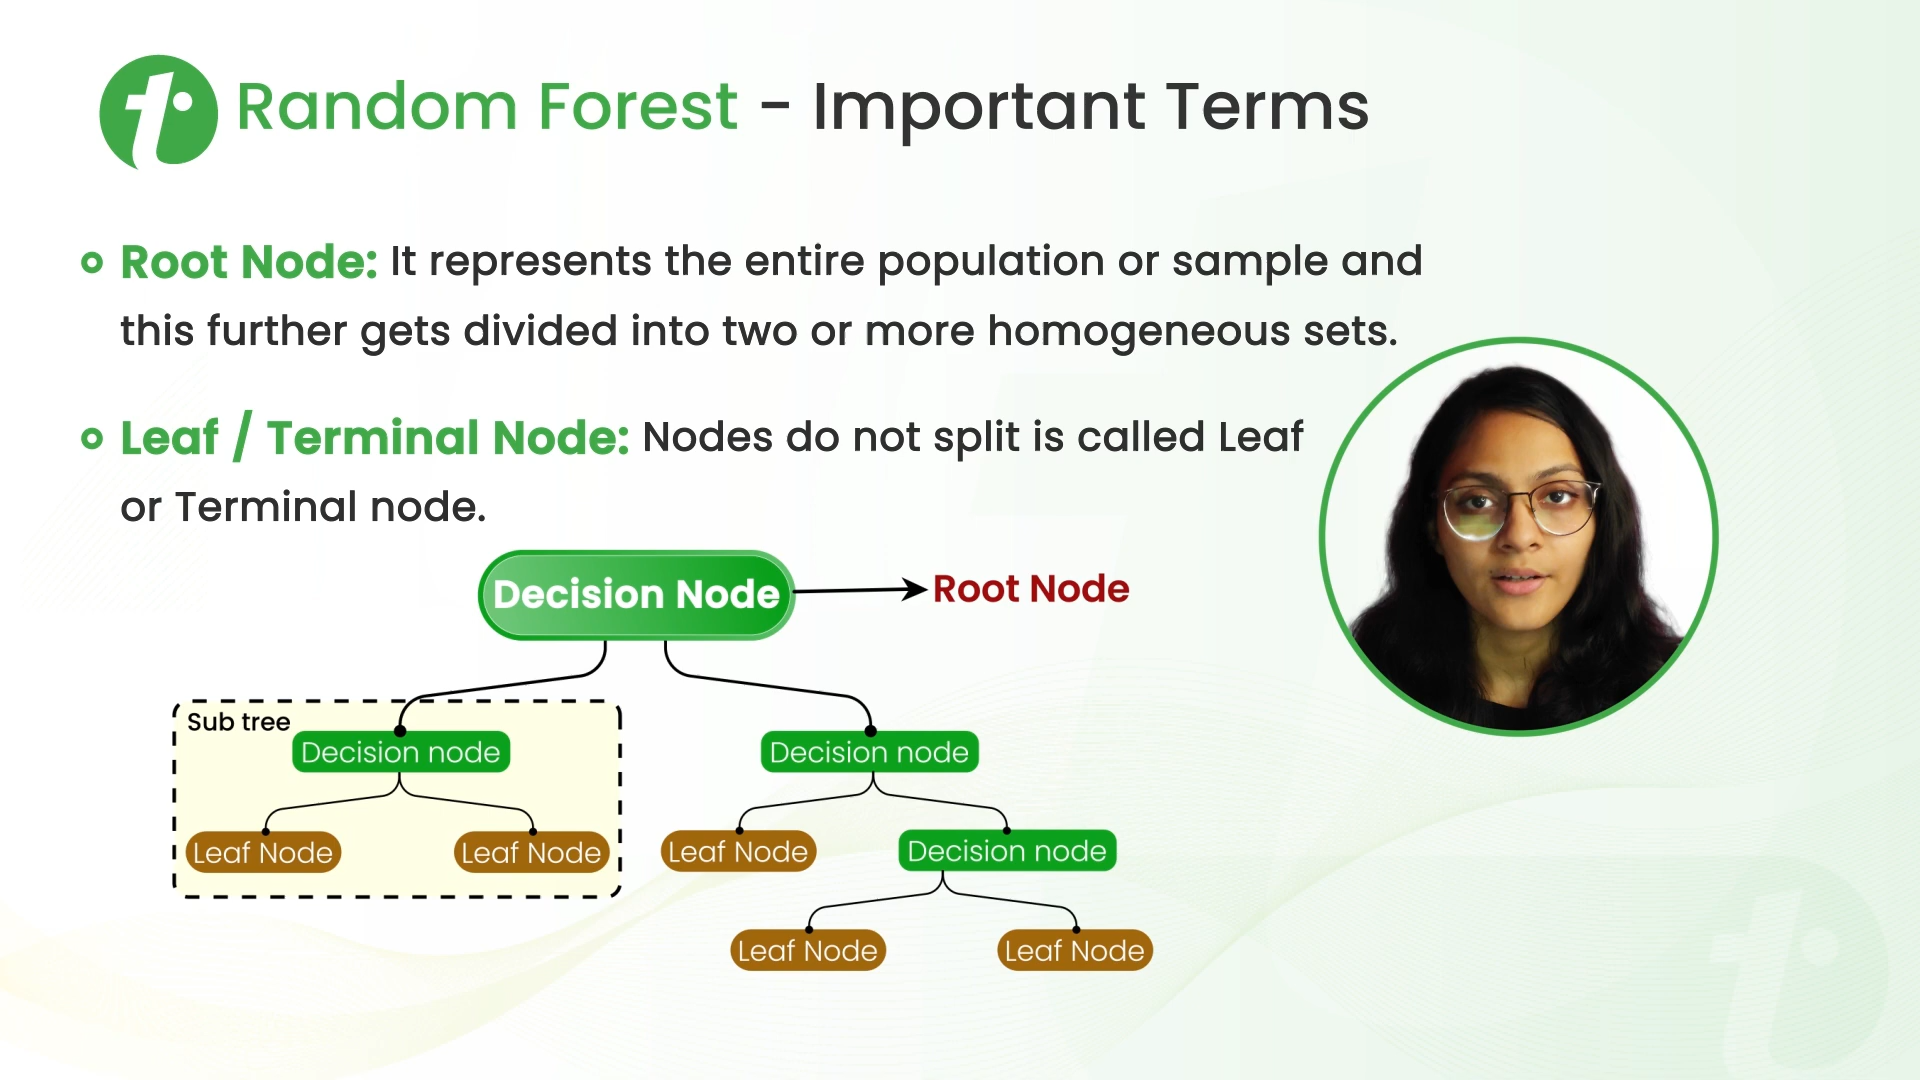 Random Forest - Important Terms
Root Node: It represents the entire population or sample and
this further gets divided into two or more homogeneous sets.
Leaf / Terminal Node: Nodes do not split is called Leaf
or Terminal node.
Decision Node
Root Node
Sub tree
Decision node
Decision node
Leaf Node
Leaf Node
Leaf Node
Decision node
Leaf Node
Leaf Node